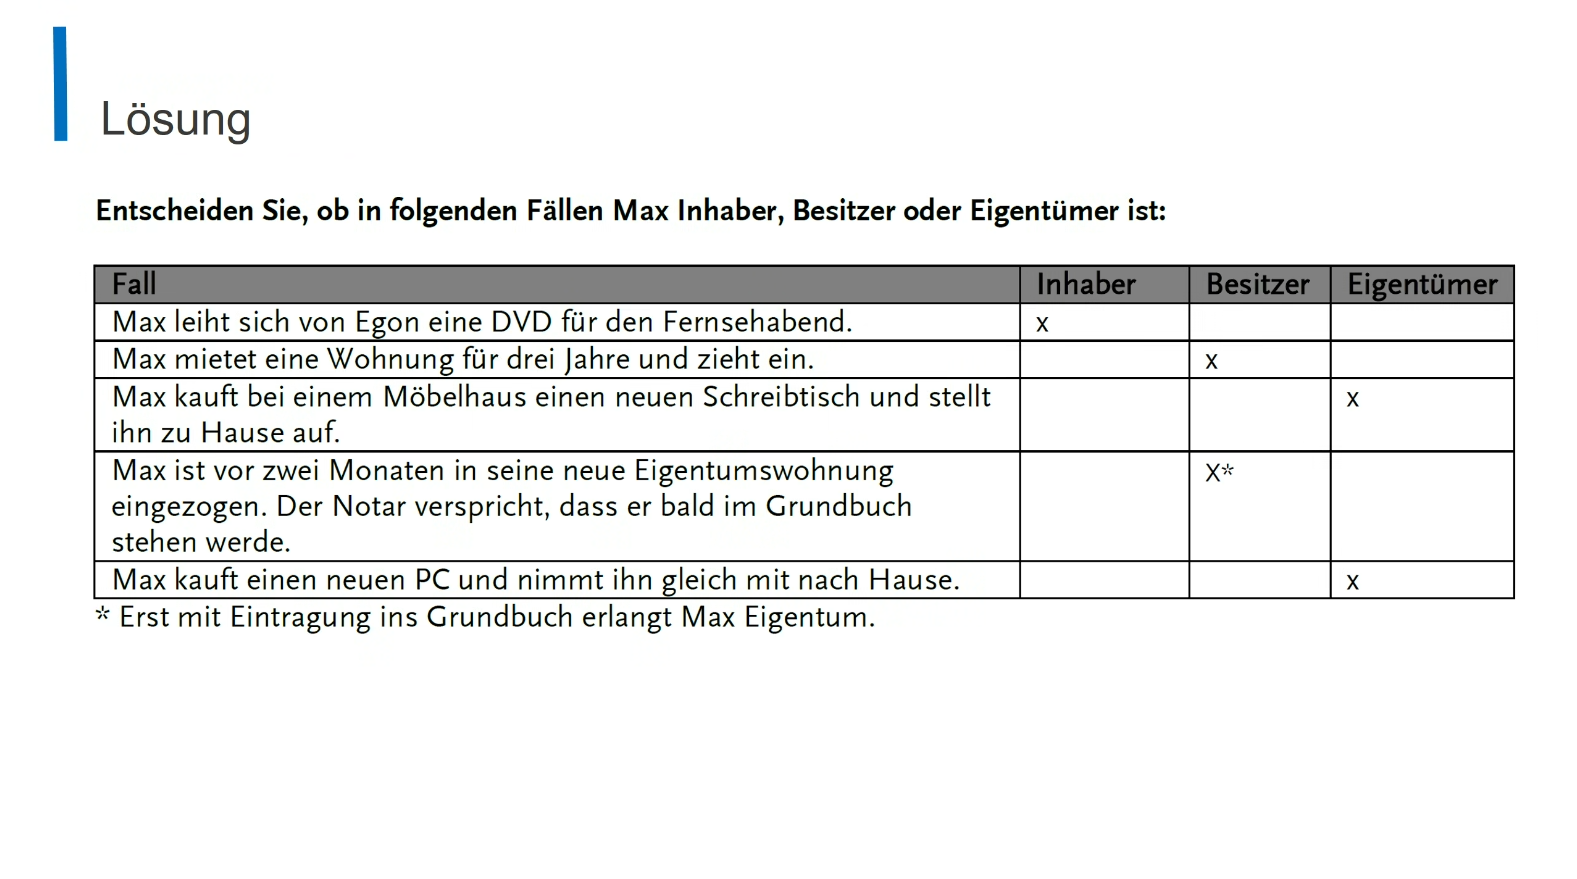 Lösung
Entscheiden Sie, ob in folgenden Fällen Max Inhaber, Besitzer oder Eigentümer ist:
Fall Inhaber Besitzer Eigentümer
Max leiht sich von Egon eine DVD für den Fernsehabend. x
Max mietet eine Wohnung für drei Jahre und zieht ein. x
Max kauft bei einem Möbelhaus einen neuen Schreibtisch und stellt x
ihn zu Hause auf.
Max ist vor zwei Monaten in seine neue Eigentumswohnung X*
eingezogen. Der Notar verspricht, dass er bald im Grundbuch
stehen werde.
Max kauft einen neuen PC und nimmt ihn gleich mit nach Hause. x
* Erst mit Eintragung ins Grundbuch erlangt Max Eigentum.